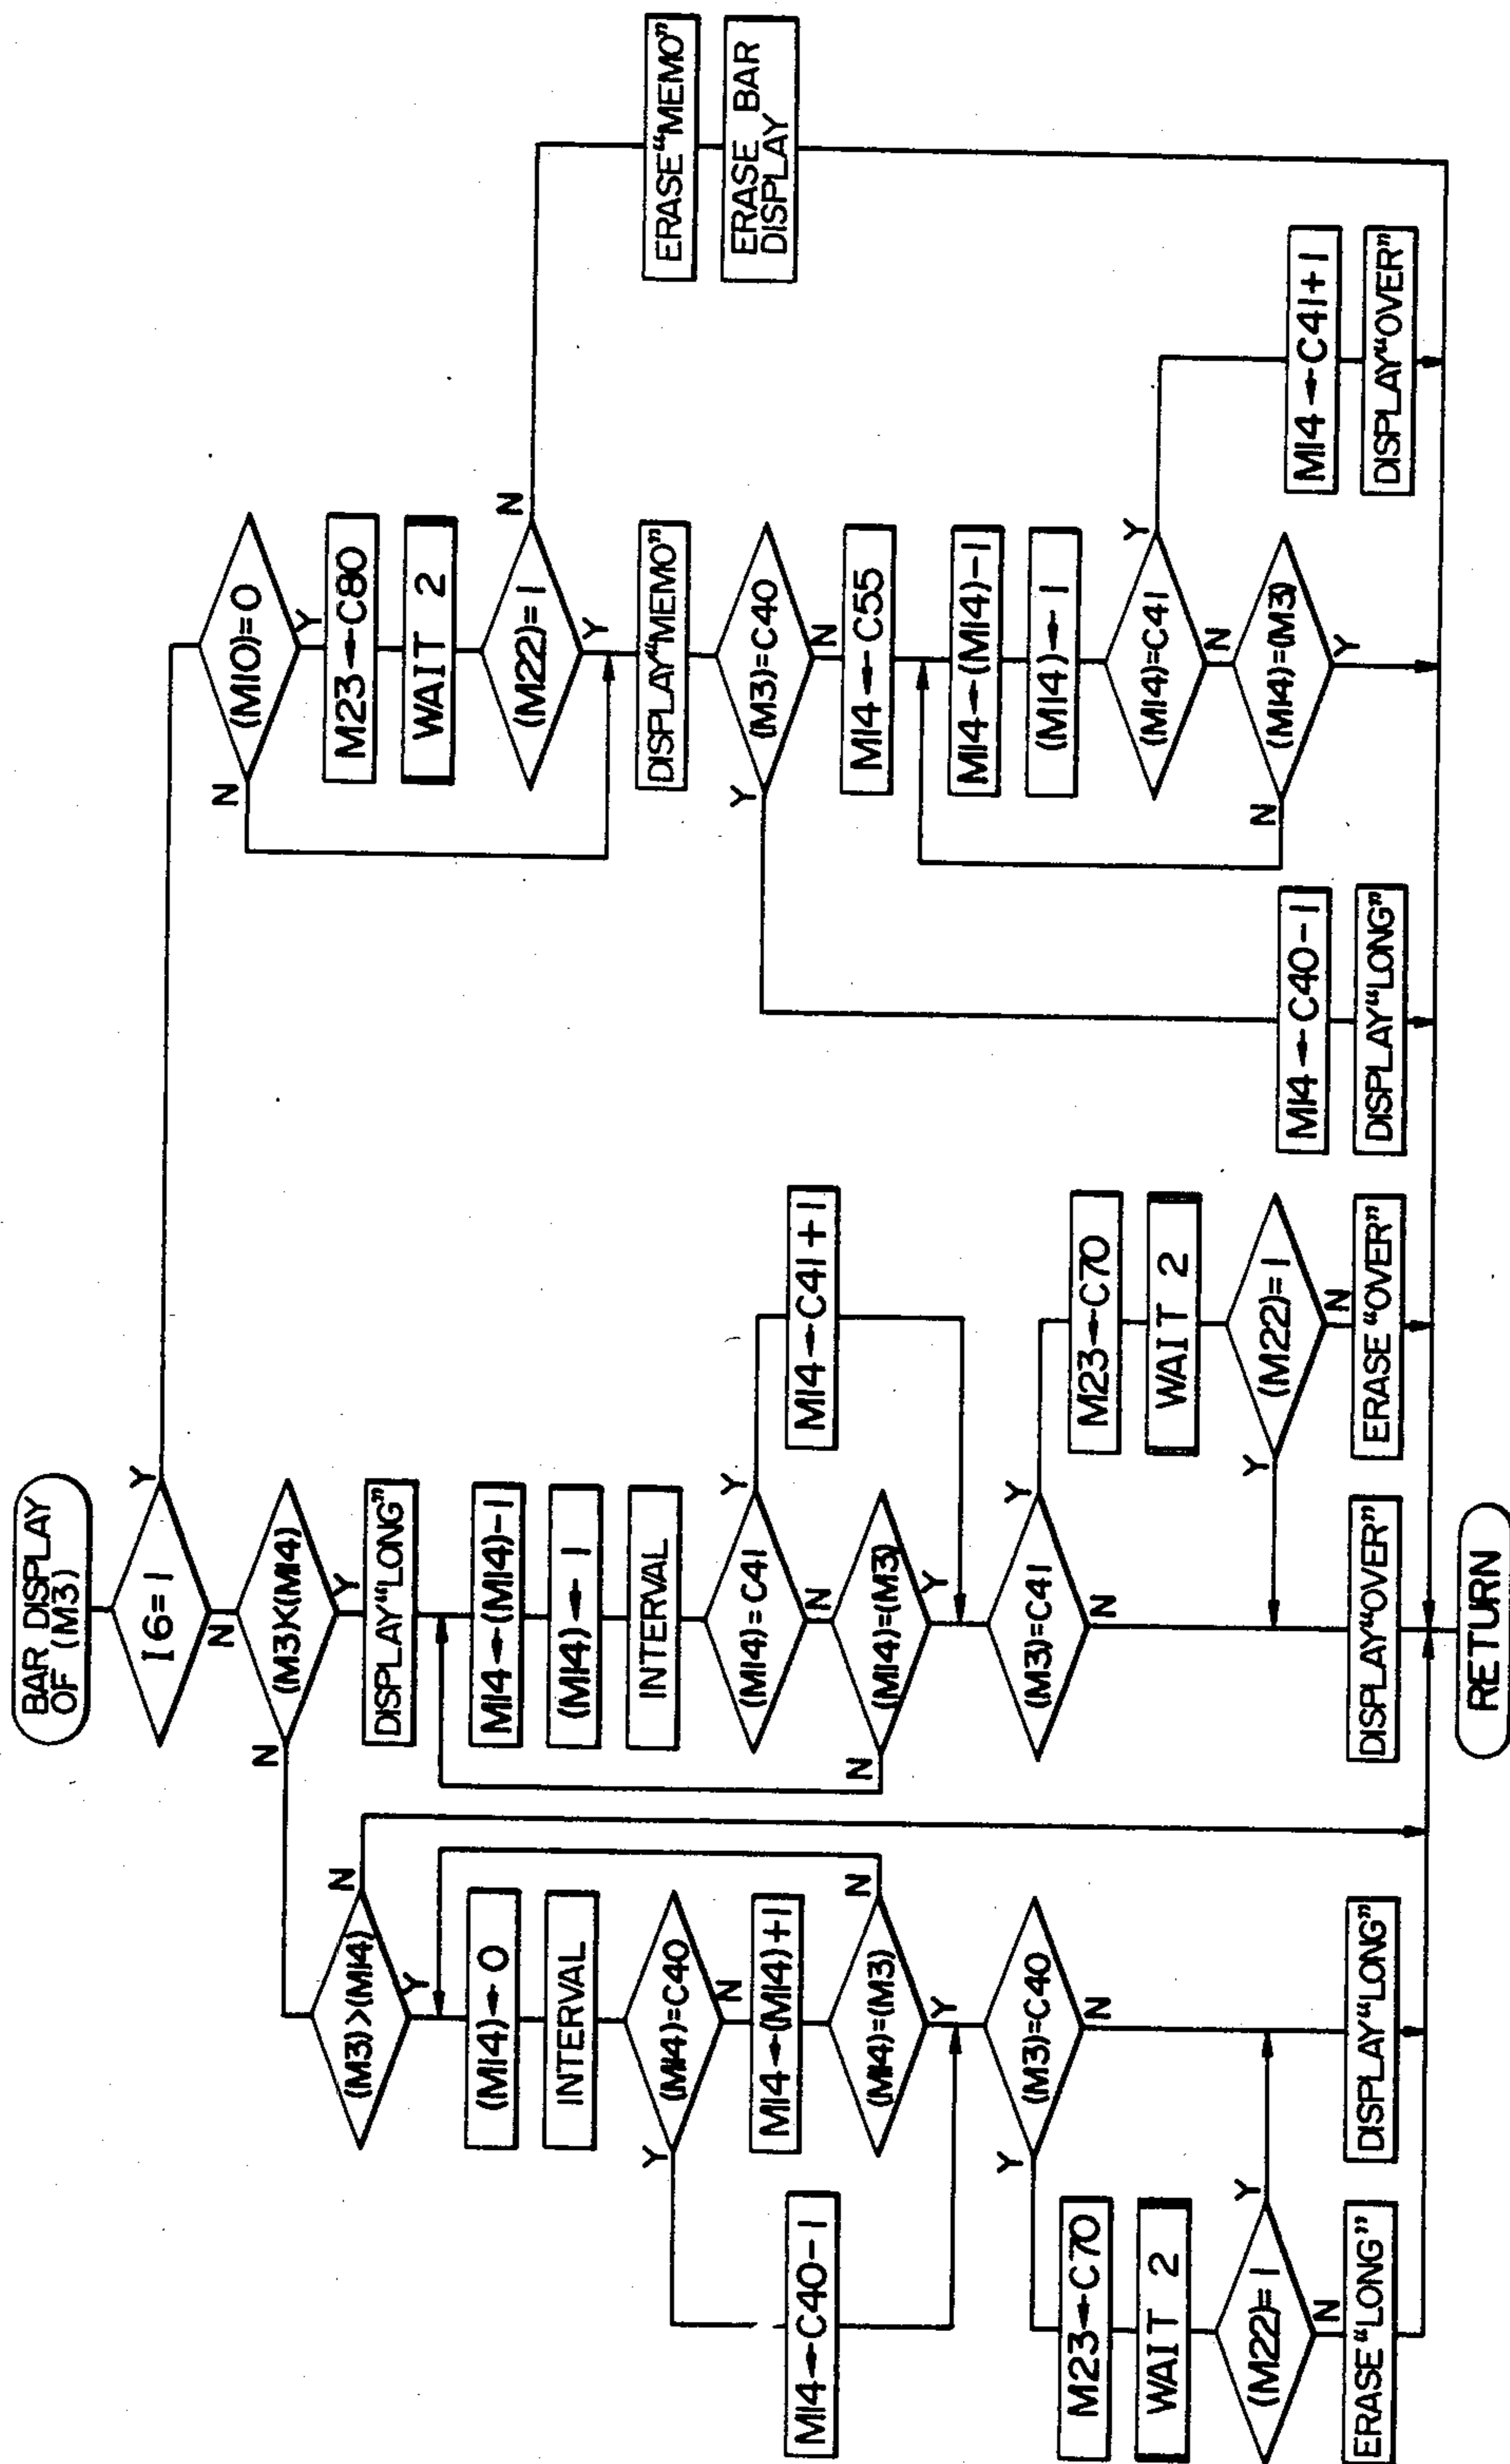 BAR DISPLAY
OF (M3)
I6=1
Y
N
(M3)<(M14)
N
Y
DISPLAY"LONG"
M14←(M14)-1
(M14)←1
INTERVAL
(M14)=C41
Y
N
M14←C41+1
(M14)=(M3)
N
Y
(M3)=C41
Y
N
M23←C70
WAIT 2
(M22)=1
Y
N
ERASE "OVER"
DISPLAY"OVER"
(M3)>(M14)
N
Y
(M14)←0
INTERVAL
(M14)=C40
Y
N
M14←(M14)+1
M14←C40-1
(M14)=(M3)
N
Y
(M3)=C40
Y
N
M23←C70
WAIT 2
(M22)=1
Y
N
ERASE "LONG"
DISPLAY"LONG"
(M10)=0
N
Y
M23←C80
WAIT 2
(M22)=1
N
Y
ERASE"MEMO"
ERASE BAR
DISPLAY
DISPLAY"MEMO"
(M3)=C40
Y
N
M14←C55
M14←(M14)-1
(M14)←1
(M14)=C41
Y
N
(M14)=(M3)
N
Y
M14←C41+1
DISPLAY"OVER"
M14←C40-1
DISPLAY"LONG"
RETURN